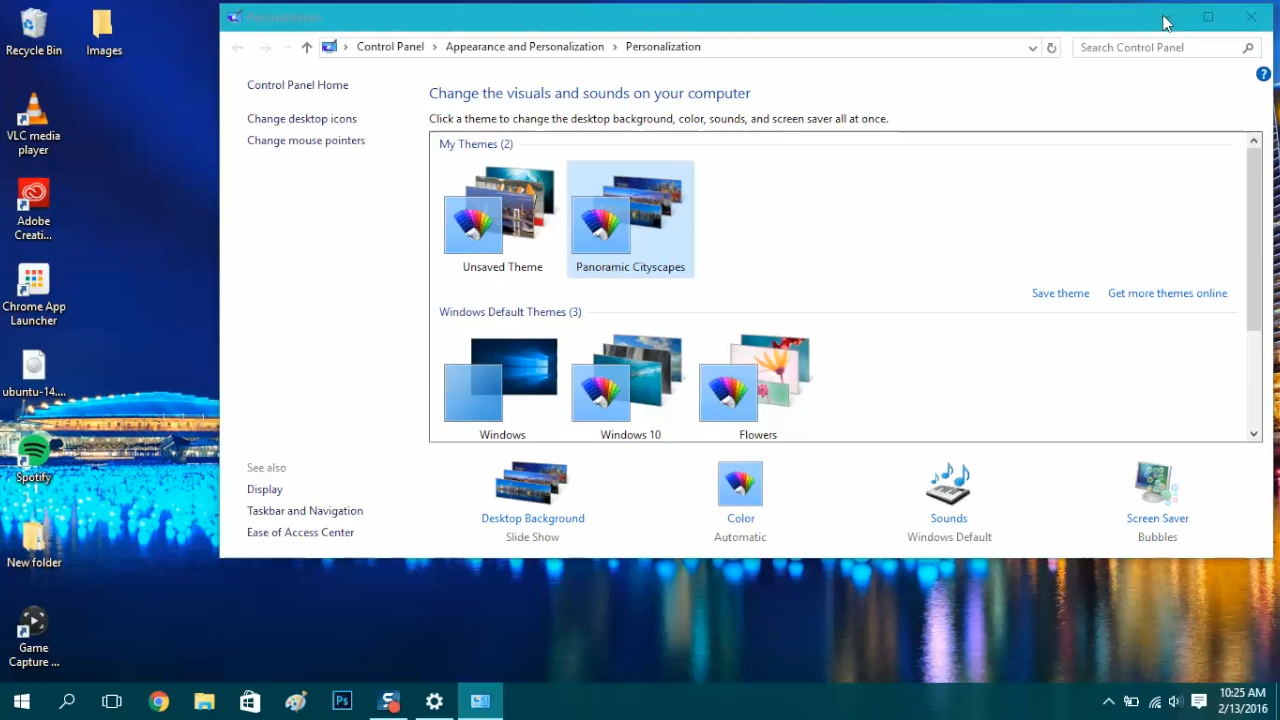 Recycle Bin
Images
VLC media
player
Adobe
Creati...
Chrome App
Launcher
ubuntu-14....
Spotify
New folder
Game
Capture ...
Personalization
Control Panel
Appearance and Personalization
Personalization
Search Control Panel
?
Control Panel Home
Change desktop icons
Change mouse pointers
Change the visuals and sounds on your computer
Click a theme to change the desktop background, color, sounds, and screen saver all at once.
My Themes (2)
Unsaved Theme
Panoramic Cityscapes
Save theme
Get more themes online
Windows Default Themes (3)
Windows
Windows 10
Flowers
See also
Display
Taskbar and Navigation
Ease of Access Center
Desktop Background
Slide Show
Color
Automatic
Sounds
Windows Default
Screen Saver
Bubbles
Ps
S
10:25 AM
2/13/2016